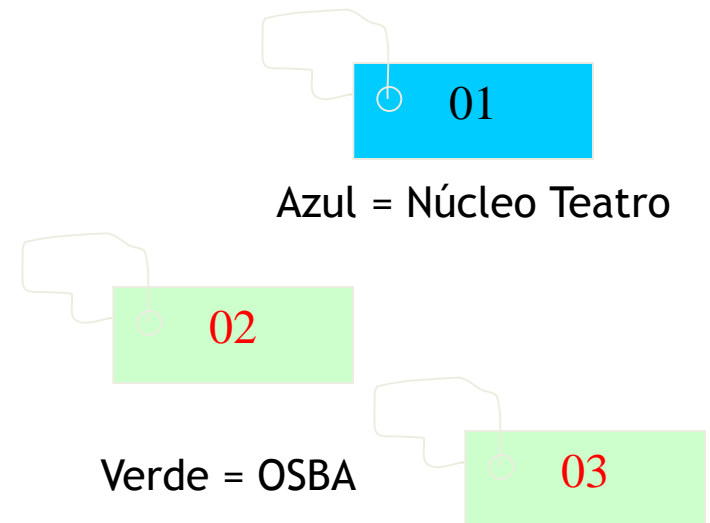 01
Azul = Núcleo Teatro
02
Verde = OSBA
03